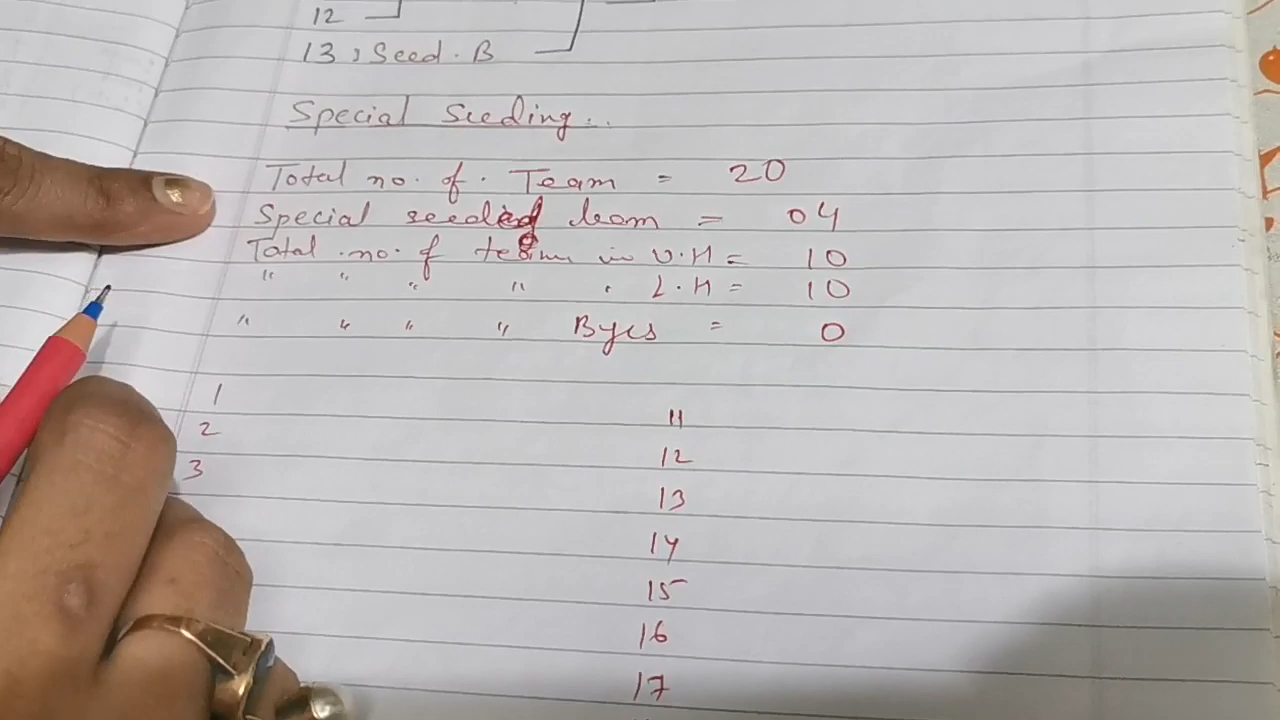 12
13, Seed. B
Special Seeding...
Total no. of. Team = 20
Special seeded team = 04
Total no. of team in U.H = 10
" " " " " L.H = 10
" " " " Byes = 0
1
2
3
11
12
13
14
15
16
17